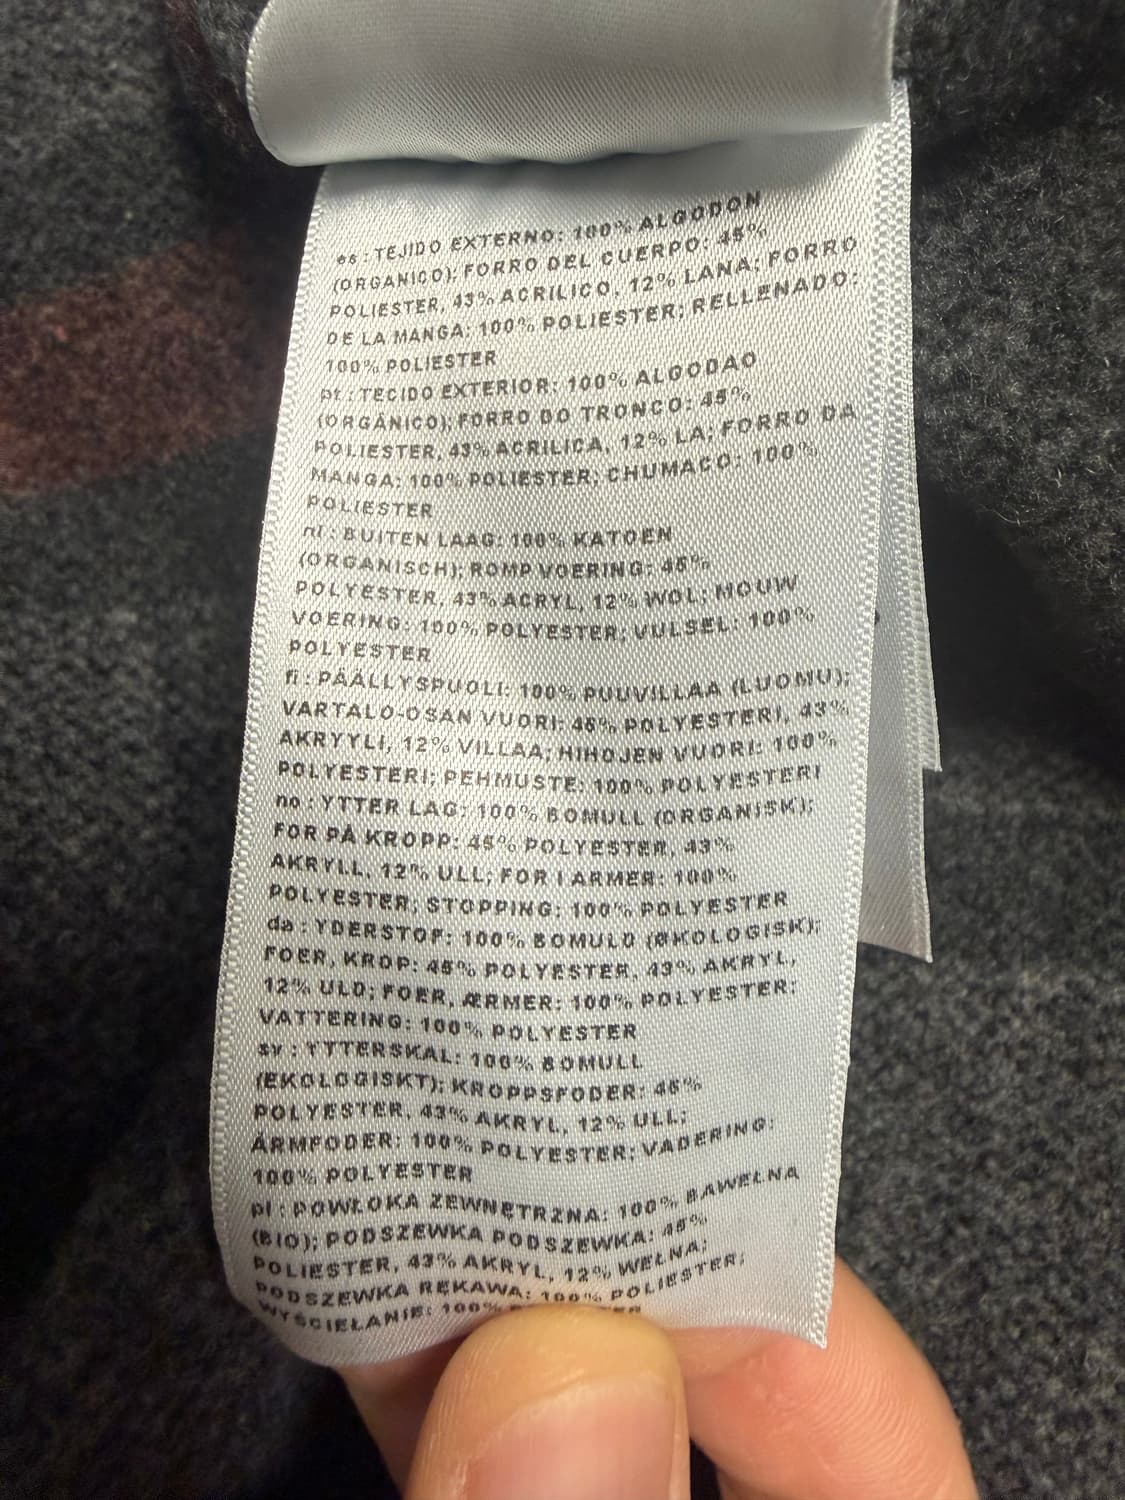 es : TEJIDO EXTERNO: 100% ALGODON
(ORGANICO); FORRO DEL CUERPO: 45%
POLIESTER, 43% ACRILICO, 12% LANA; FORRO
DE LA MANGA: 100% POLIESTER; RELLENADO:
100% POLIESTER
pt : TECIDO EXTERIOR: 100% ALGODAO
(ORGÂNICO); FORRO DO TRONCO: 45%
POLIESTER, 43% ACRILICA, 12% LA; FORRO DA
MANGA: 100% POLIESTER; CHUMACO: 100%
POLIESTER
nl : BUITEN LAAG: 100% KATOEN
(ORGANISCH); ROMP VOERING: 45%
POLYESTER, 43% ACRYL, 12% WOL; MOUW
VOERING: 100% POLYESTER; VULSEL: 100%
POLYESTER
fi : PÄÄLLYSPUOLI: 100% PUUVILLAA (LUOMU);
VARTALO-OSAN VUORI: 45% POLYESTERI, 43%
AKRYYLI, 12% VILLAA; HIHOJEN VUORI: 100%
POLYESTERI; PEHMUSTE: 100% POLYESTERI
no : YTTER LAG: 100% BOMULL (ORGANISK);
FOR PÅ KROPP: 45% POLYESTER, 43%
AKRYLL, 12% ULL; FOR I ARMER: 100%
POLYESTER; STOPPING: 100% POLYESTER
da : YDERSTOF: 100% BOMULD (ØKOLOGISK);
FOER, KROP: 45% POLYESTER, 43% AKRYL,
12% ULD; FOER, ÆRMER: 100% POLYESTER;
VATTERING: 100% POLYESTER
sv : YTTERSKAL: 100% BOMULL
(EKOLOGISKT); KROPPSFODER: 45%
POLYESTER, 43% AKRYL, 12% ULL;
ÄRMFODER: 100% POLYESTER; VADERING:
100% POLYESTER
pl : POWŁOKA ZEWNĘTRZNA: 100% BAWEŁNA
(BIO); PODSZEWKA PODSZEWKA: 45%
POLIESTER, 43% AKRYL, 12% WEŁNA;
PODSZEWKA RĘKAWA: 100% POLIESTER;
WYŚCIEŁANIE: 100%